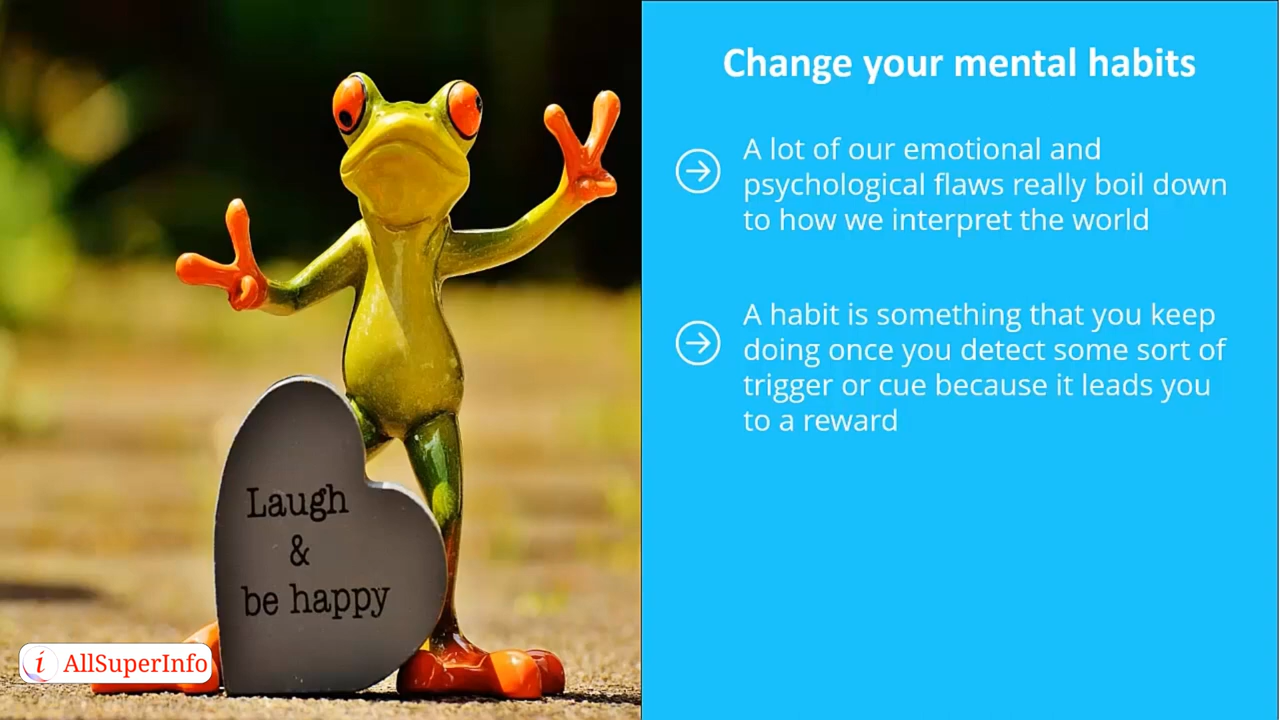 Change your mental habits
A lot of our emotional and
psychological flaws really boil down
to how we interpret the world
A habit is something that you keep
doing once you detect some sort of
trigger or cue because it leads you
to a reward
Laugh
&
be happy
i AllSuperInfo